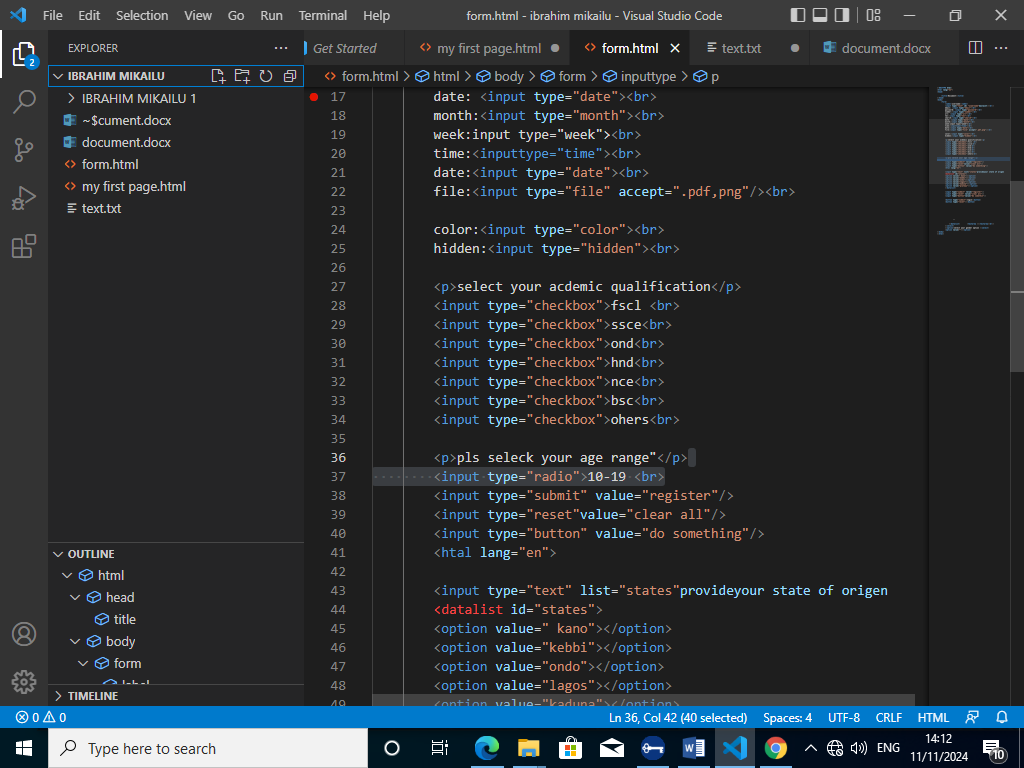 File Edit Selection View Go Run Terminal Help form.html - ibrahim mikailu - Visual Studio Code
EXPLORER
Get Started
my first page.html
form.html
text.txt
document.docx
IBRAHIM MIKAILU
form.html > html > body > form > inputtype > p
IBRAHIM MIKAILU 1
~$cument.docx
document.docx
form.html
my first page.html
text.txt
17 date: <input type="date"><br>
18 month:<input type="month"><br>
19 week:input type="week"><br>
20 time:<inputtype="time"><br>
21 date:<input type="date"><br>
22 file:<input type="file" accept=".pdf,png"/><br>
23
24 color:<input type="color"><br>
25 hidden:<input type="hidden"><br>
26
27 <p>select your acdemic qualification</p>
28 <input type="checkbox">fscl <br>
29 <input type="checkbox">ssce<br>
30 <input type="checkbox">ond<br>
31 <input type="checkbox">hnd<br>
32 <input type="checkbox">nce<br>
33 <input type="checkbox">bsc<br>
34 <input type="checkbox">ohers<br>
35
36 <p>pls seleck your age range"</p>
37 <input type="radio">10-19 <br>
38 <input type="submit" value="register"/>
39 <input type="reset"value="clear all"/>
40 <input type="button" value="do something"/>
41 <htal lang="en">
42
43 <input type="text" list="states"provideyour state of origen
44 <datalist id="states">
45 <option value=" kano"></option>
46 <option value="kebbi"></option>
47 <option value="ondo"></option>
48 <option value="lagos"></option>
49 <option value="kaduna"></option>
OUTLINE
html
head
title
body
form
label
TIMELINE
0 0 Ln 36, Col 42 (40 selected) Spaces: 4 UTF-8 CRLF HTML
Type here to search
ENG
14:12
11/11/2024
10
2